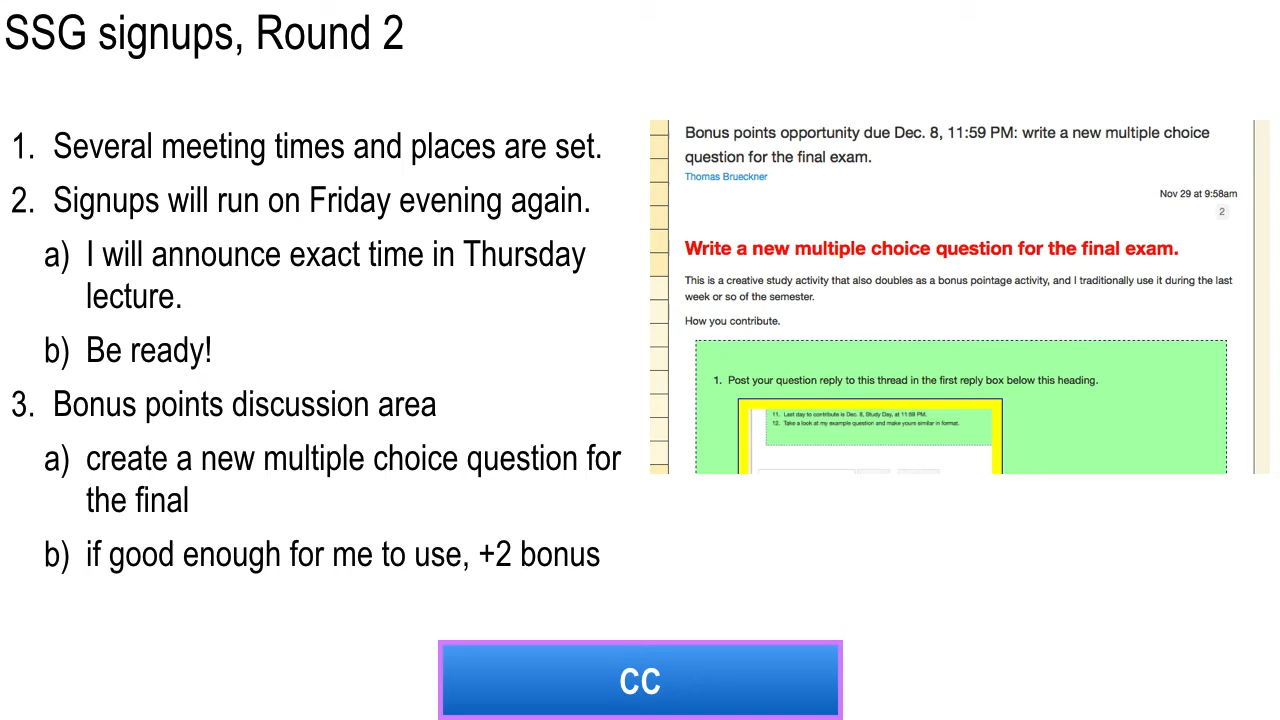 SSG signups, Round 2
1. Several meeting times and places are set.
2. Signups will run on Friday evening again.
a) I will announce exact time in Thursday
lecture.
b) Be ready!
3. Bonus points discussion area
a) create a new multiple choice question for
the final
b) if good enough for me to use, +2 bonus
Bonus points opportunity due Dec. 8, 11:59 PM: write a new multiple choice
question for the final exam.
Thomas Brueckner
Nov 29 at 9:58am
2
Write a new multiple choice question for the final exam.
This is a creative study activity that also doubles as a bonus pointage activity, and I traditionally use it during the last
week or so of the semester.
How you contribute.
1. Post your question reply to this thread in the first reply box below this heading.
11. Last day to contribute is Dec. 8, Study Day, at 11:59 PM.
12. Take a look at my example question and make yours similar in format.
CC